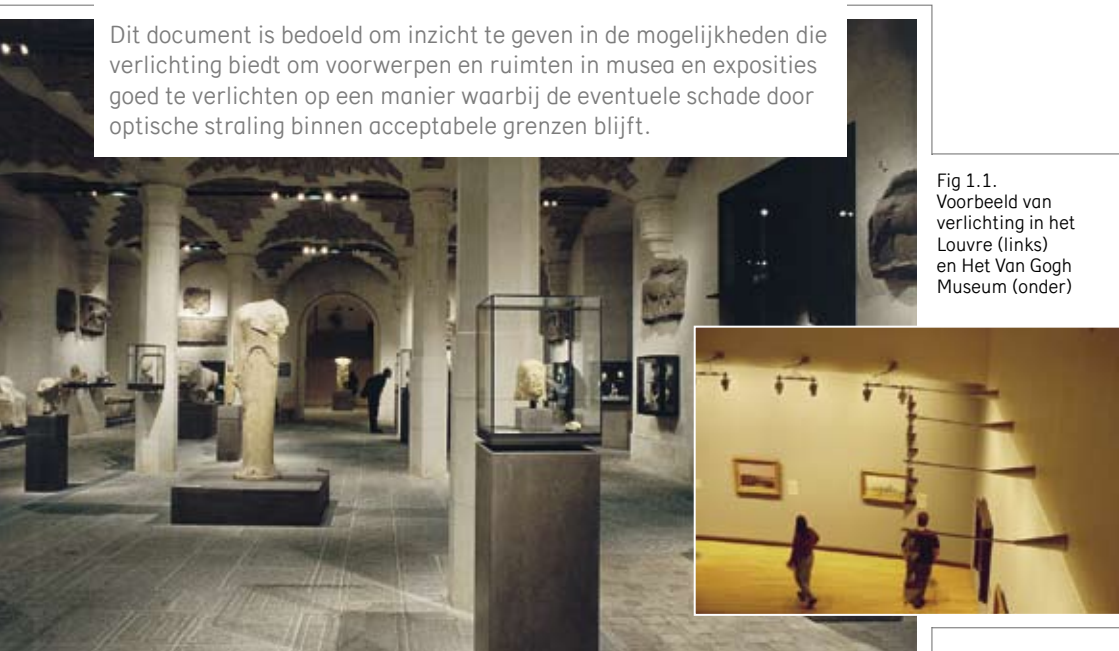 Dit document is bedoeld om inzicht te geven in de mogelijkheden die
verlichting biedt om voorwerpen en ruimten in musea en exposities
goed te verlichten op een manier waarbij de eventuele schade door
optische straling binnen acceptabele grenzen blijft.
Fig 1.1.
Voorbeeld van
verlichting in het
Louvre (links)
en Het Van Gogh
Museum (onder)